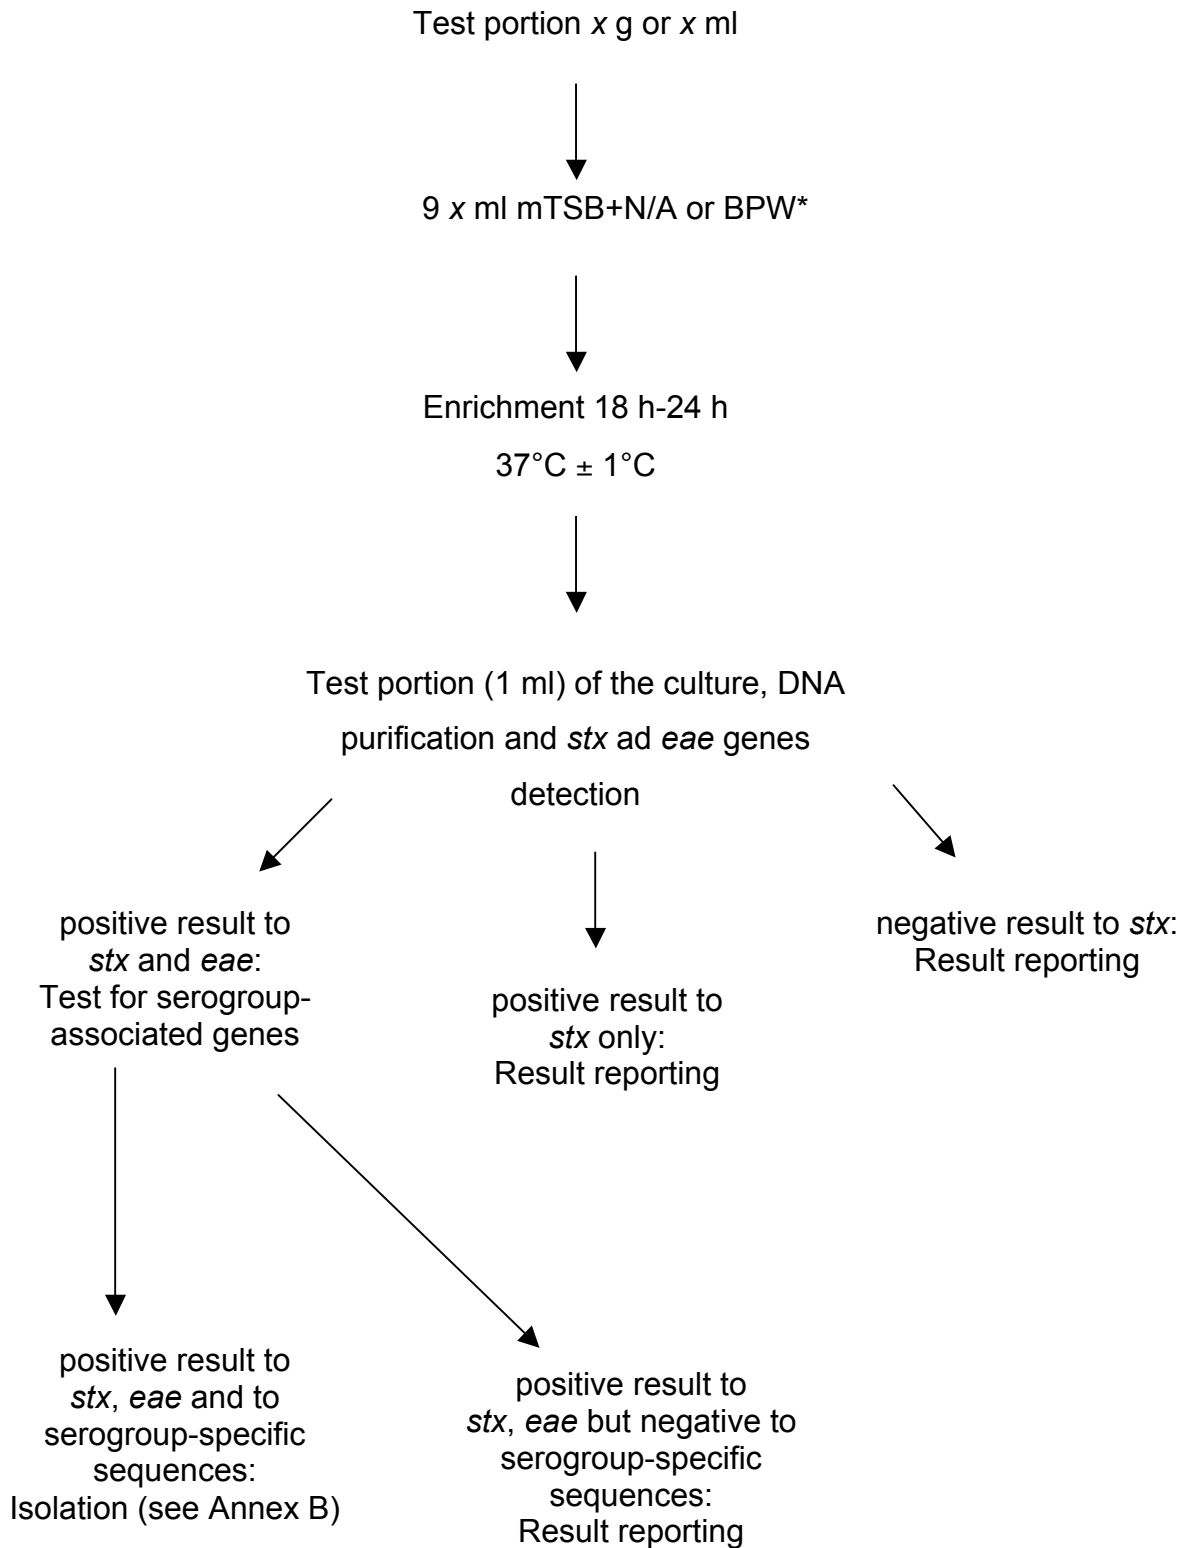 Test portion x g or x ml
9 x ml mTSB+N/A or BPW*
Enrichment 18 h-24 h
37°C ± 1°C
Test portion (1 ml) of the culture, DNA
purification and stx ad eae genes
detection
positive result to
stx and eae:
Test for serogroup-
associated genes
positive result to
stx only:
Result reporting
negative result to stx:
Result reporting
positive result to
stx, eae and to
serogroup-specific
sequences:
Isolation (see Annex B)
positive result to
stx, eae but negative to
serogroup-specific
sequences:
Result reporting